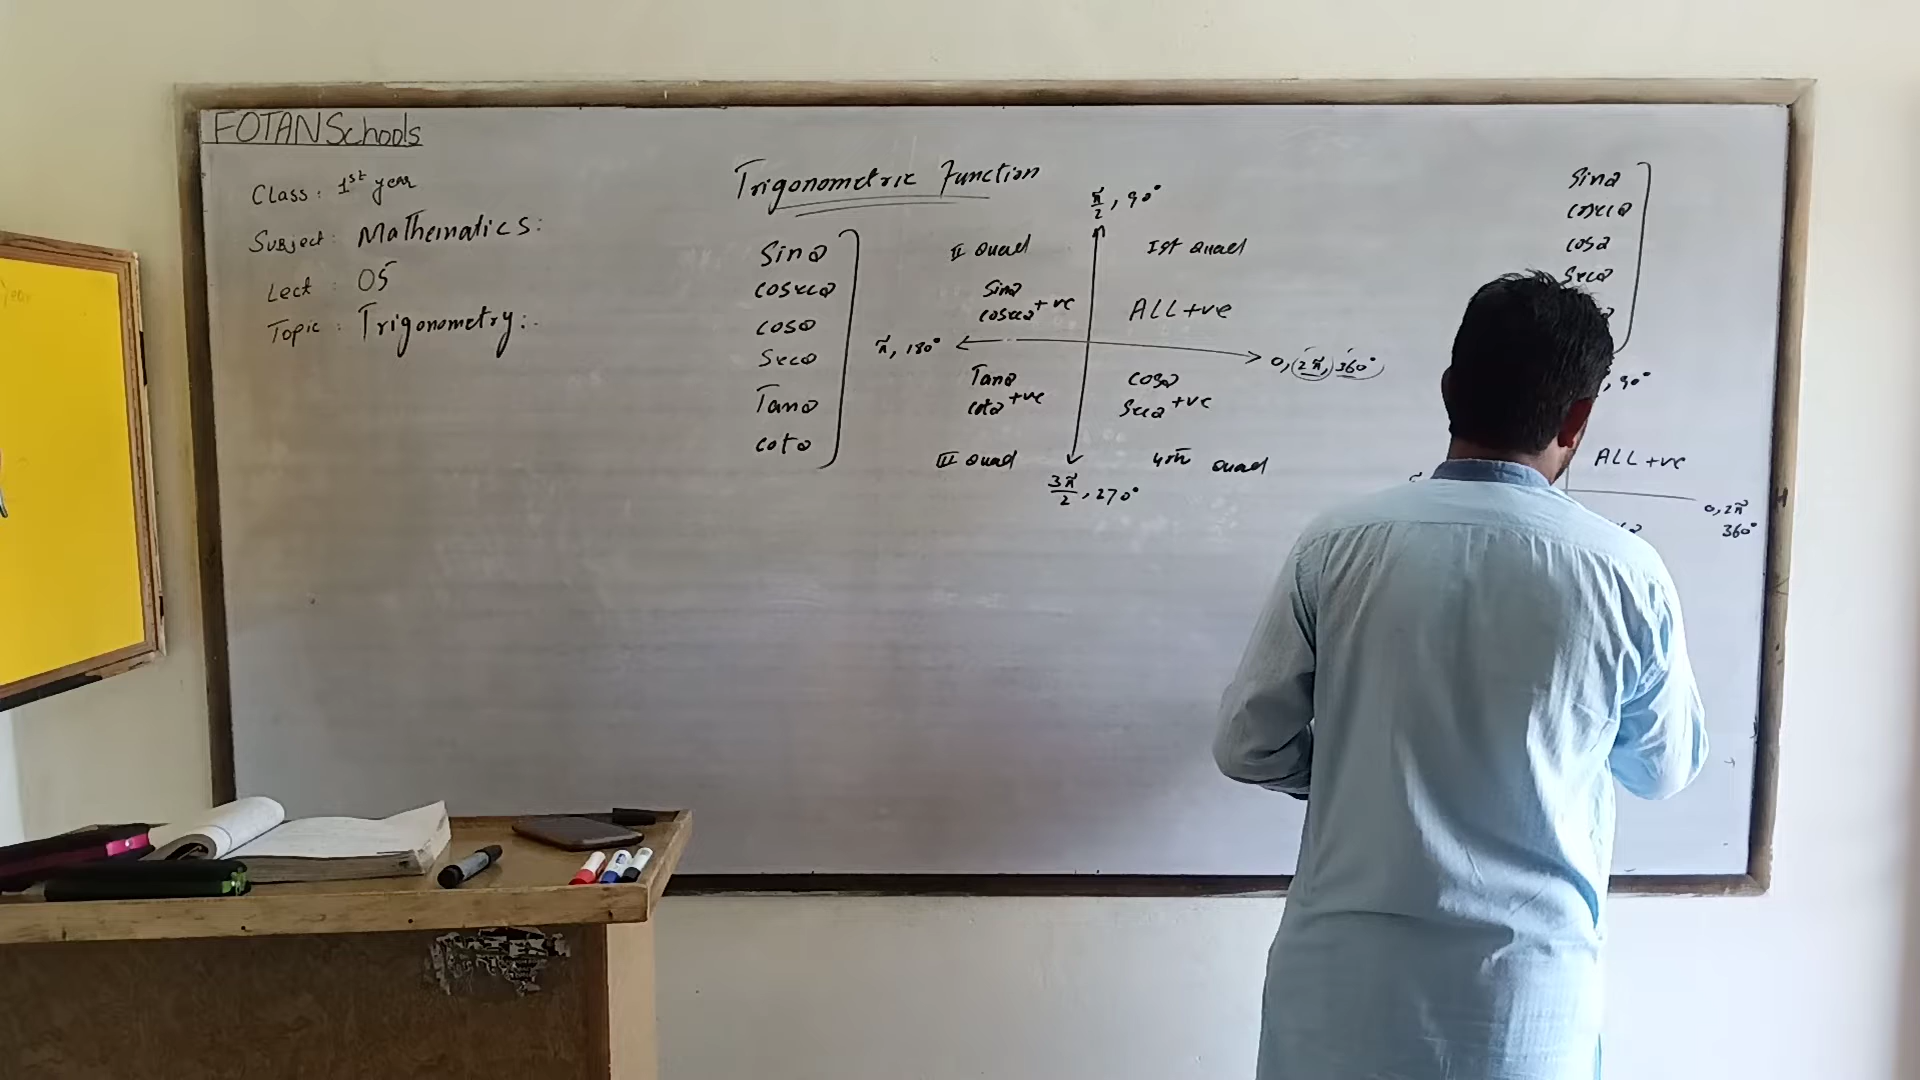 FOTAN Schools
Class: 1st year
Subject: Mathematics:
Lect: 05
Topic: Trigonometry:.
Trigonometric Function
Sinθ
cosecθ
cosθ
Secθ
Tanθ
cotθ
π/2, 90°
II Quad
Ist Quad
Sinθ
cosecθ +ve
ALL +ve
π, 180°
0, 2π, 360°
Tanθ
cotθ +ve
cosθ
Secθ +ve
III Quad
4th Quad
3π/2, 270°
Sinθ
cosecθ
cosθ
Secθ
, 90°
ALL +ve
0, 2π
360°